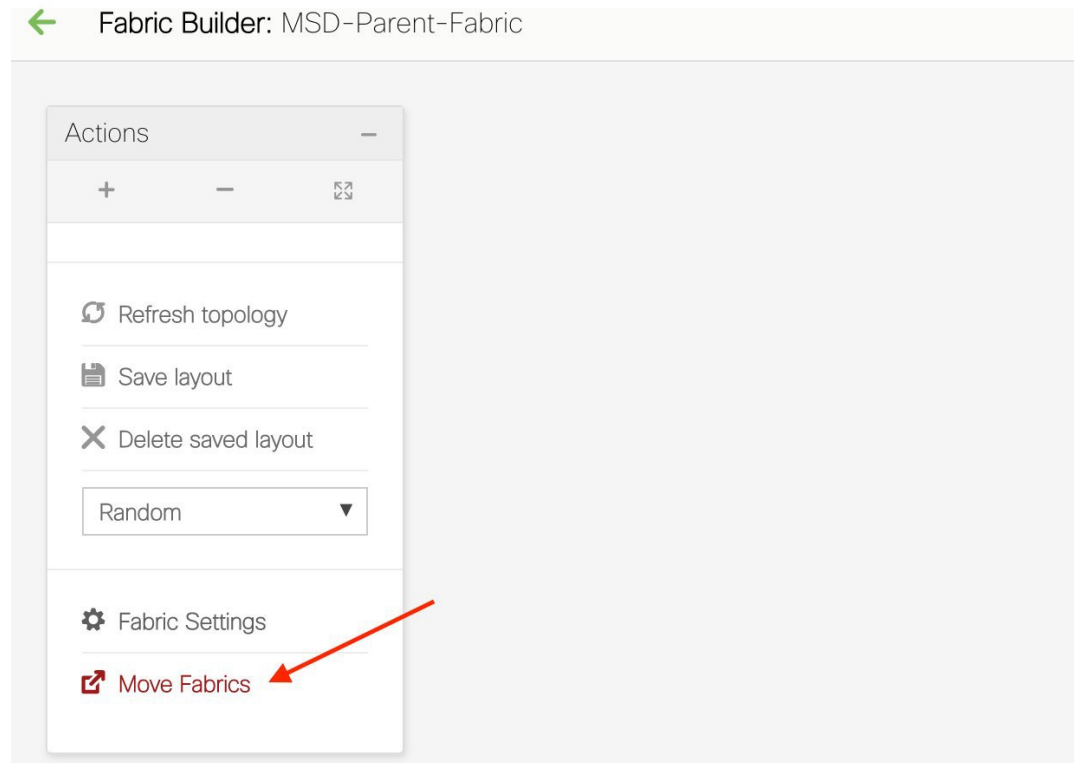 Fabric Builder: MSD-Parent-Fabric
Actions
Refresh topology
Save layout
Delete saved layout
Random
Fabric Settings
Move Fabrics